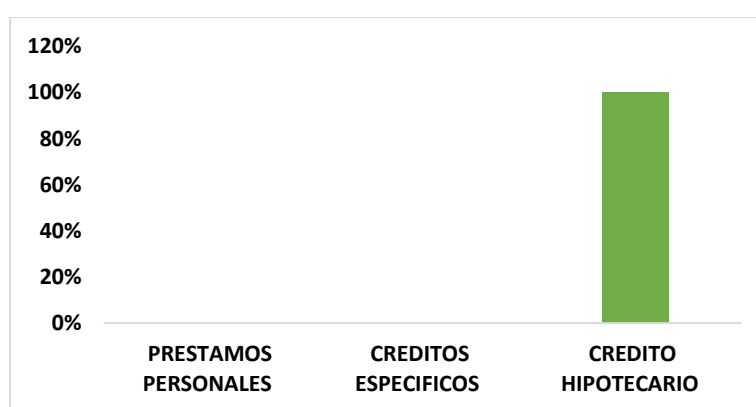 120%
100%
80%
60%
40%
20%
0%
PRESTAMOS
PERSONALES
CREDITOS
ESPECIFICOS
CREDITO
HIPOTECARIO